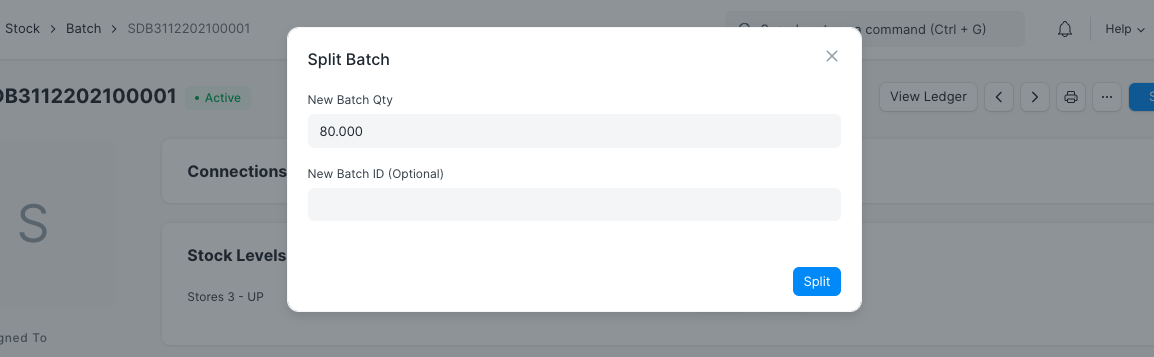 Stock > Batch > SDB3112202100001
command (Ctrl + G)
Help
DB3112202100001
• Active
View Ledger
...
S
Split Batch
New Batch Qty
80.000
New Batch ID (Optional)
Split
Connections
S
Stock Levels
Stores 3 - UP
gned To